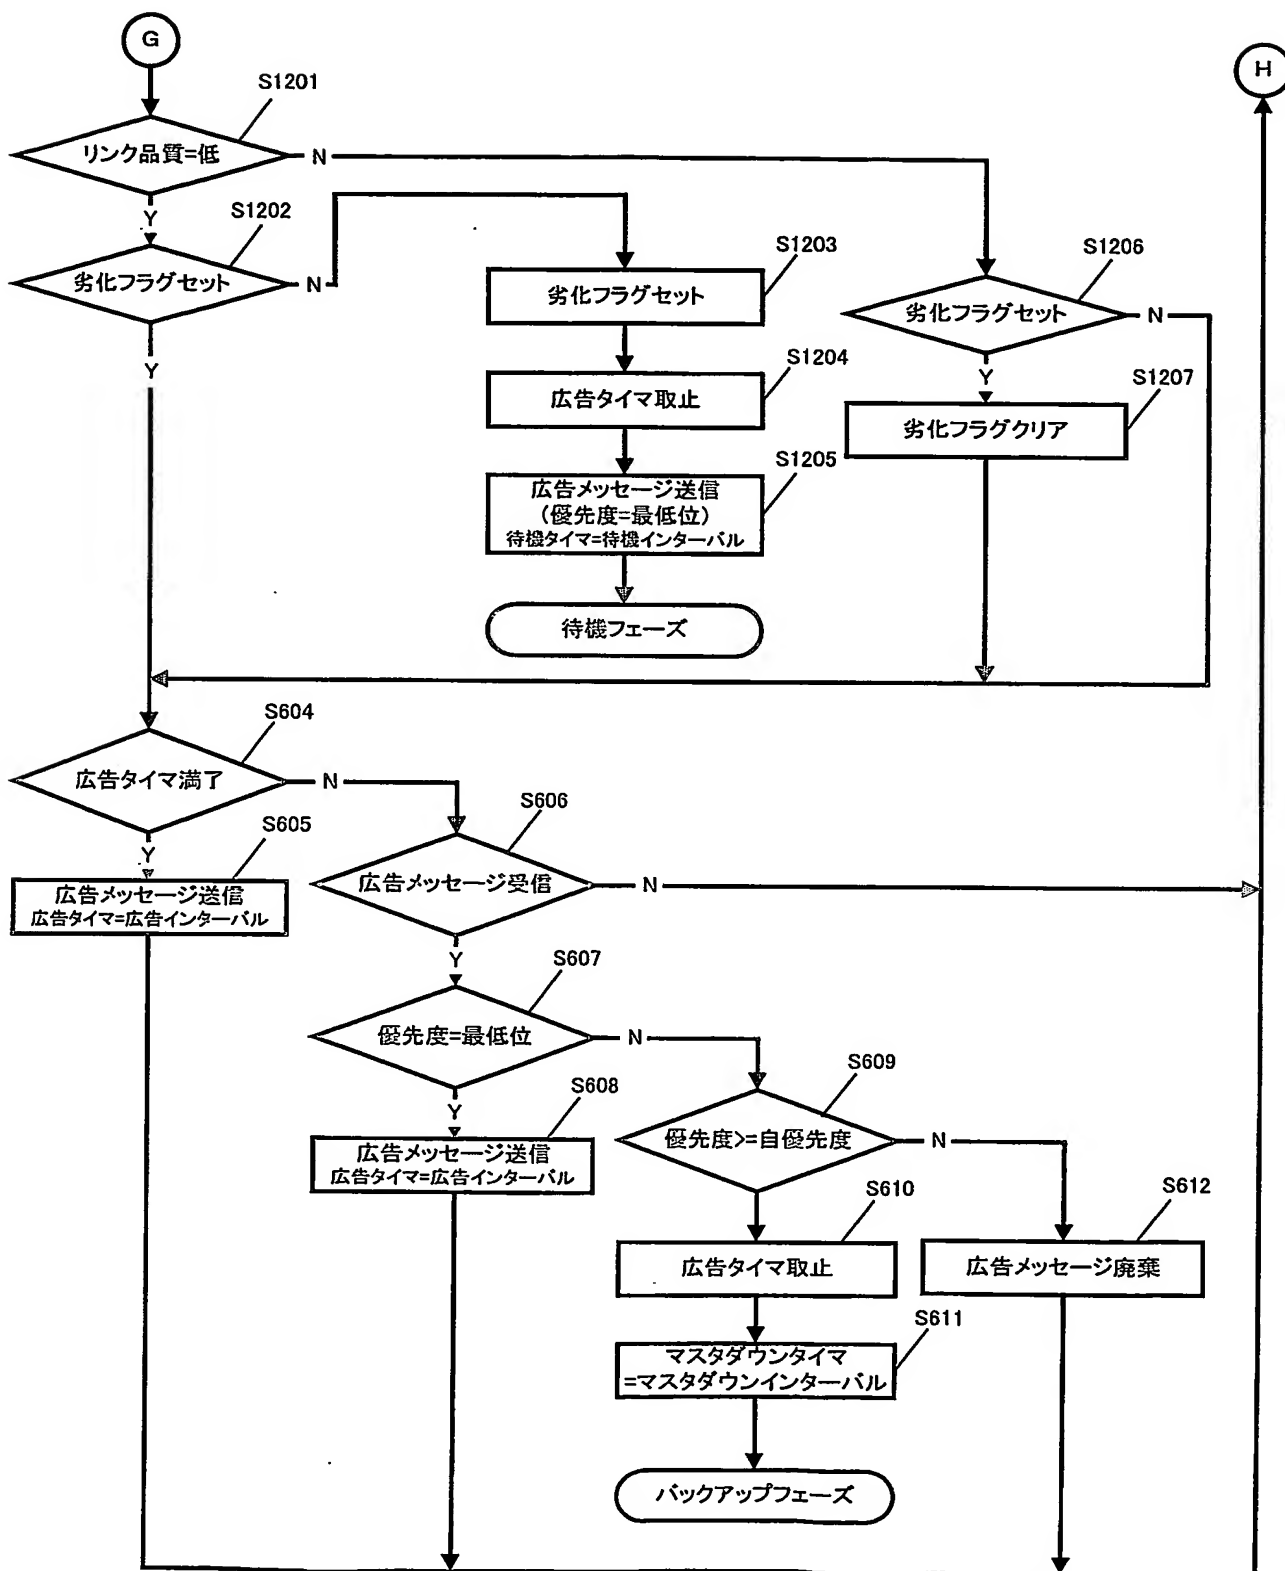 G
H
S1201
リンク品質=低
N
Y
S1202
劣化フラグセット
N
Y
S1203
劣化フラグセット
S1204
広告タイマ取止
S1205
広告メッセージ送信
(優先度=最低位)
待機タイマ=待機インターバル
待機フェーズ
S1206
劣化フラグセット
N
Y
S1207
劣化フラグクリア
S604
広告タイマ満了
N
Y
S605
広告メッセージ送信
広告タイマ=広告インターバル
S606
広告メッセージ受信
N
Y
S607
優先度=最低位
N
Y
S608
広告メッセージ送信
広告タイマ=広告インターバル
S609
優先度>=自優先度
N
S610
広告タイマ取止
S611
マスタダウンタイマ
=マスタダウンインターバル
バックアップフェーズ
S612
広告メッセージ廃棄